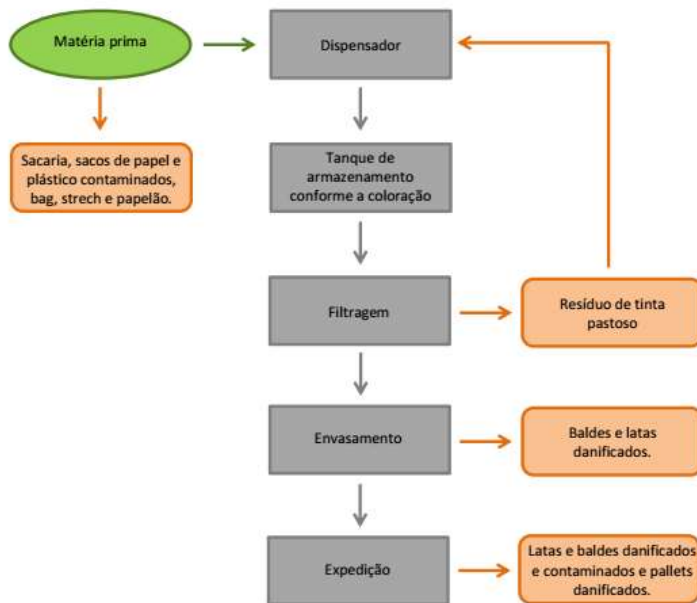 Matéria prima
Dispensador
Sacaria, sacos de papel e
plástico contaminados,
bag, strech e papelão.
Tanque de
armazenamento
conforme a coloração
Filtragem
Resíduo de tinta
pastoso
Envasamento
Baldes e latas
danificados.
Expedição
Latas e baldes danificados
e contaminados e pallets
danificados.